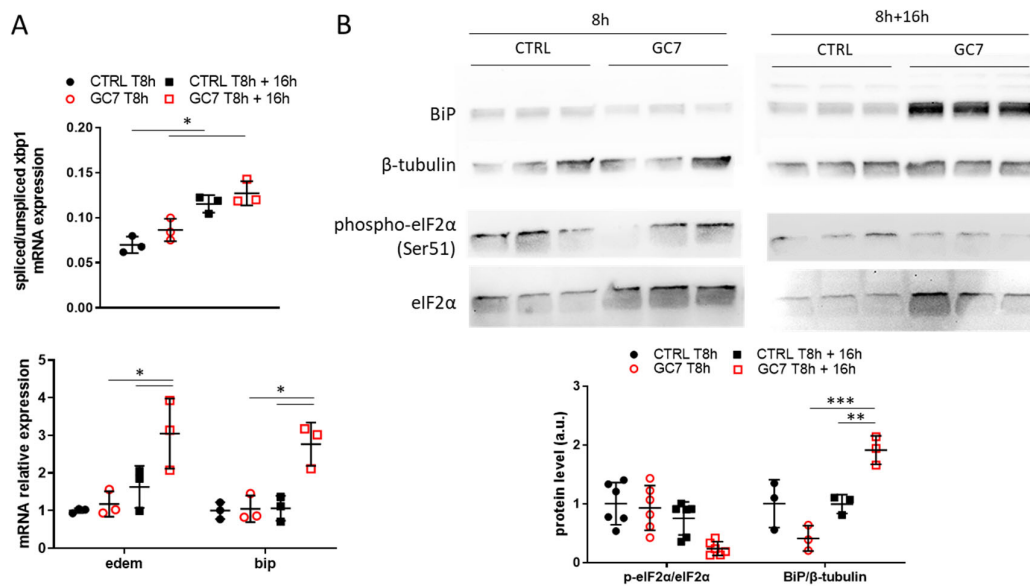 A
CTRL T8h
CTRL T8h + 16h
GC7 T8h
GC7 T8h + 16h
spliced/unspliced xbp1
mRNA expression
0.20
0.15
0.10
0.05
0.00
*
mRNA relative expression
5
4
3
2
1
0
*
*
edem
bip
B
8h
8h+16h
CTRL
GC7
CTRL
GC7
BiP
β-tubulin
phospho-eIF2α
(Ser51)
eIF2α
CTRL T8h
CTRL T8h + 16h
GC7 T8h
GC7 T8h + 16h
protein level (a.u.)
3
2
1
0
***
**
p-eIF2α/eIF2α
BiP/β-tubulin